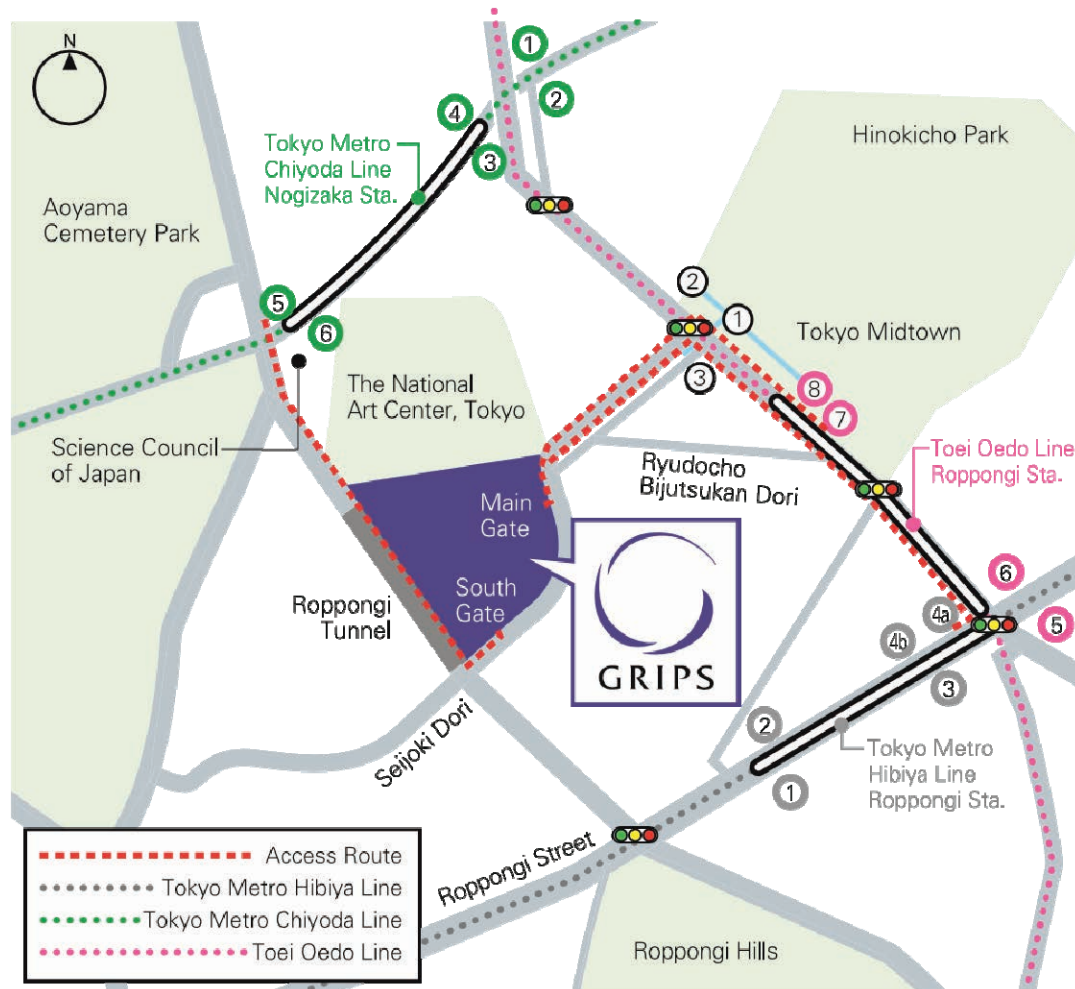 N
1
2
4
3
Tokyo Metro
Chiyoda Line
Nogizaka Sta.
Hinokicho Park
Aoyama
Cemetery Park
5
6
2
1
3
Tokyo Midtown
8
7
The National
Art Center, Tokyo
Science Council
of Japan
Ryudocho
Bijutsukan Dori
Toei Oedo Line
Roppongi Sta.
Main
Gate
South
Gate
Roppongi
Tunnel
GRIPS
6
5
4a
4b
3
2
1
Seijoki Dori
Tokyo Metro
Hibiya Line
Roppongi Sta.
Roppongi Street
Roppongi Hills
Access Route
Tokyo Metro Hibiya Line
Tokyo Metro Chiyoda Line
Toei Oedo Line